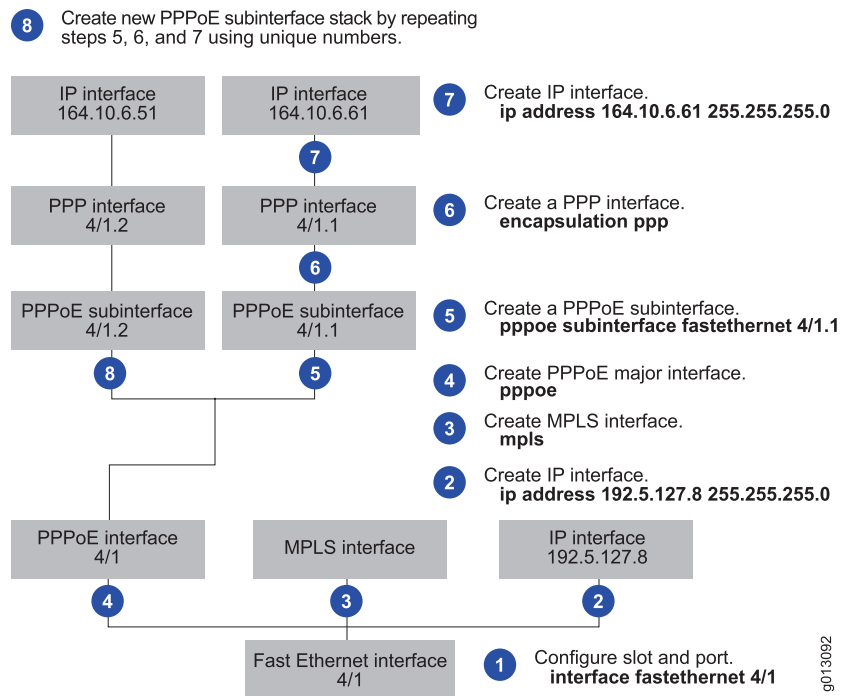 8 Create new PPPoE subinterface stack by repeating
steps 5, 6, and 7 using unique numbers.
IP interface
164.10.6.51
IP interface
164.10.6.61
7 Create IP interface.
ip address 164.10.6.61 255.255.255.0
7
PPP interface
4/1.2
PPP interface
4/1.1
6 Create a PPP interface.
encapsulation ppp
6
PPPoE subinterface
4/1.2
PPPoE subinterface
4/1.1
5 Create a PPPoE subinterface.
pppoe subinterface fastethernet 4/1.1
8
5
4 Create PPPoE major interface.
pppoe
3 Create MPLS interface.
mpls
2 Create IP interface.
ip address 192.5.127.8 255.255.255.0
PPPoE interface
4/1
MPLS interface
IP interface
192.5.127.8
4
3
2
Fast Ethernet interface
4/1
1 Configure slot and port.
interface fastethernet 4/1
g013092